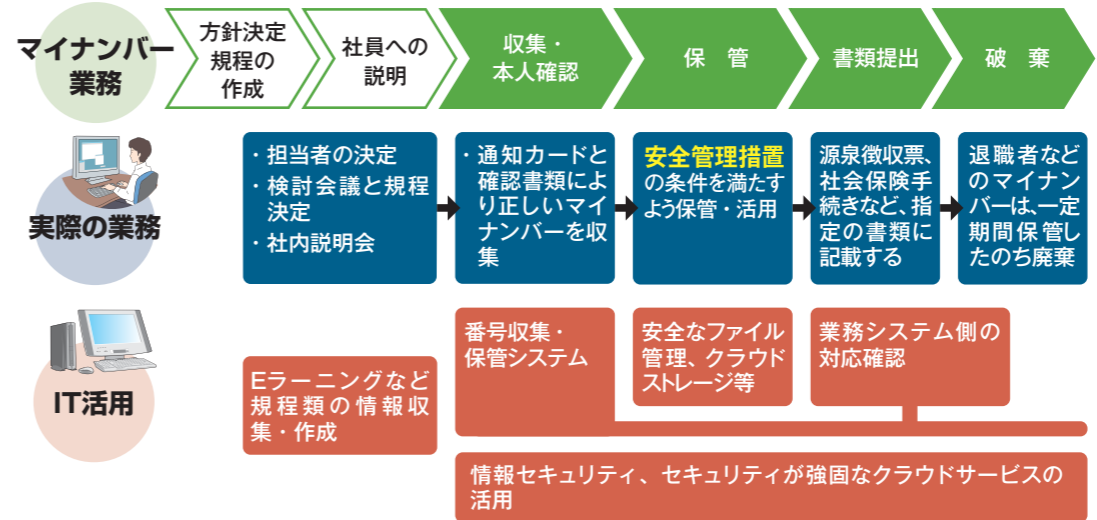 マイナンバー
業務
方針決定
規程の
作成
社員への
説明
収集・
本人確認
保　管
書類提出
破　棄
実際の業務
・担当者の決定
・検討会議と規程
決定
・社内説明会
・通知カードと
確認書類によ
り正しいマイ
ナンバーを収
集
安全管理措置
の条件を満たす
よう保管・活用
源泉徴収票、
社会保険手
続きなど、指
定の書類に
記載する
退職者など
のマイナン
バーは、一定
期間保管し
たのち廃棄
IT活用
Eラーニングなど
規程類の情報収
集・作成
番号収集・
保管システム
安全なファイル
管理、クラウド
ストレージ等
業務システム側の
対応確認
情報セキュリティ、セキュリティが強固なクラウドサービスの
活用